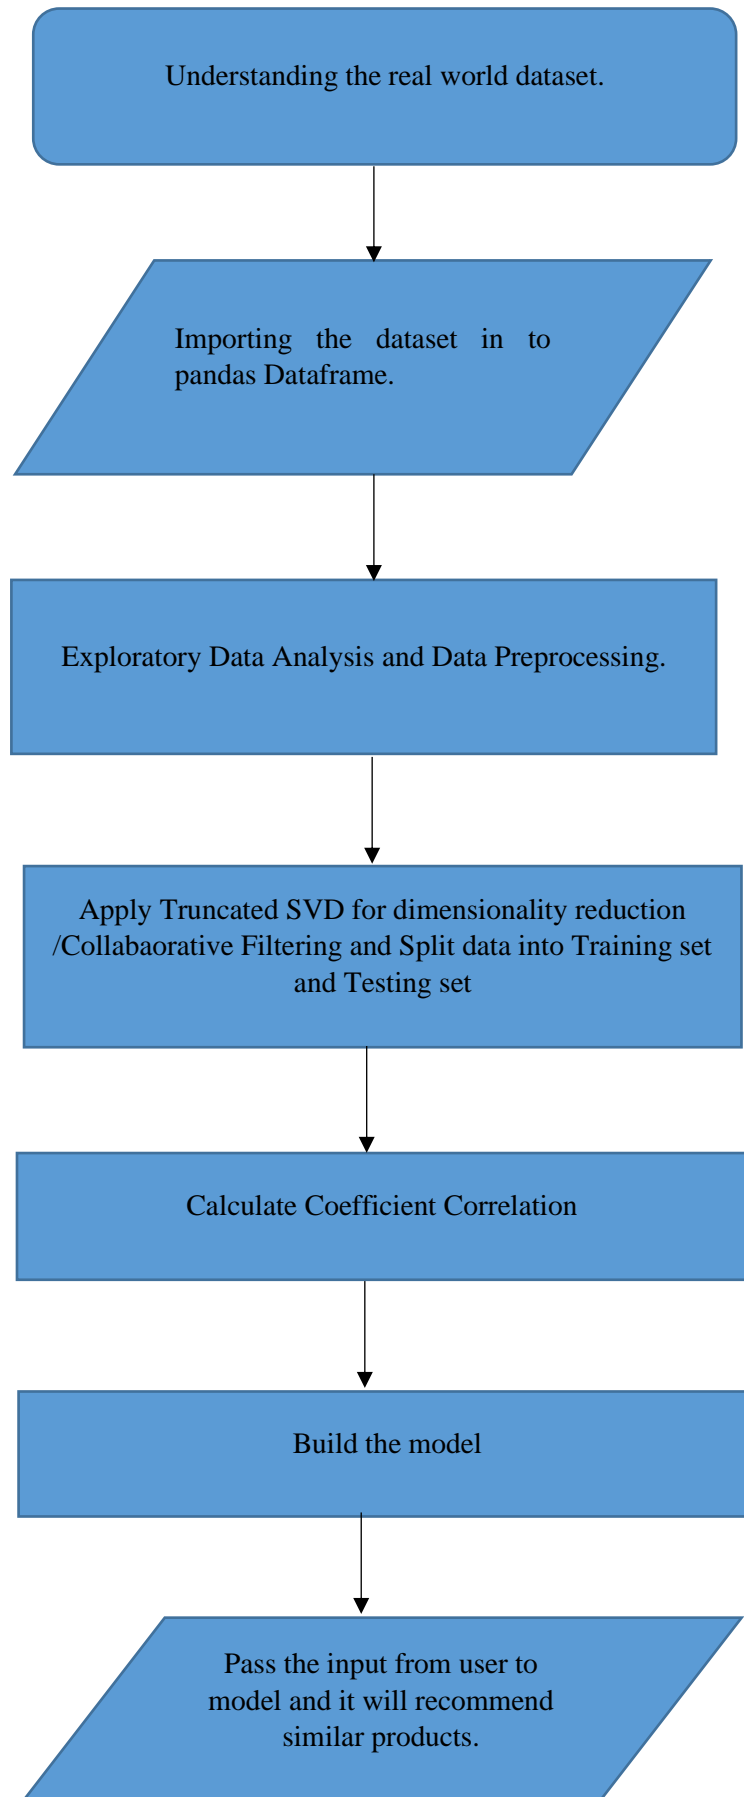 Understanding the real world dataset.
Importing the dataset in to
pandas Dataframe.
Exploratory Data Analysis and Data Preprocessing.
Apply Truncated SVD for dimensionality reduction
/Collabaorative Filtering and Split data into Training set
and Testing set
Calculate Coefficient Correlation
Build the model
Pass the input from user to
model and it will recommend
similar products.